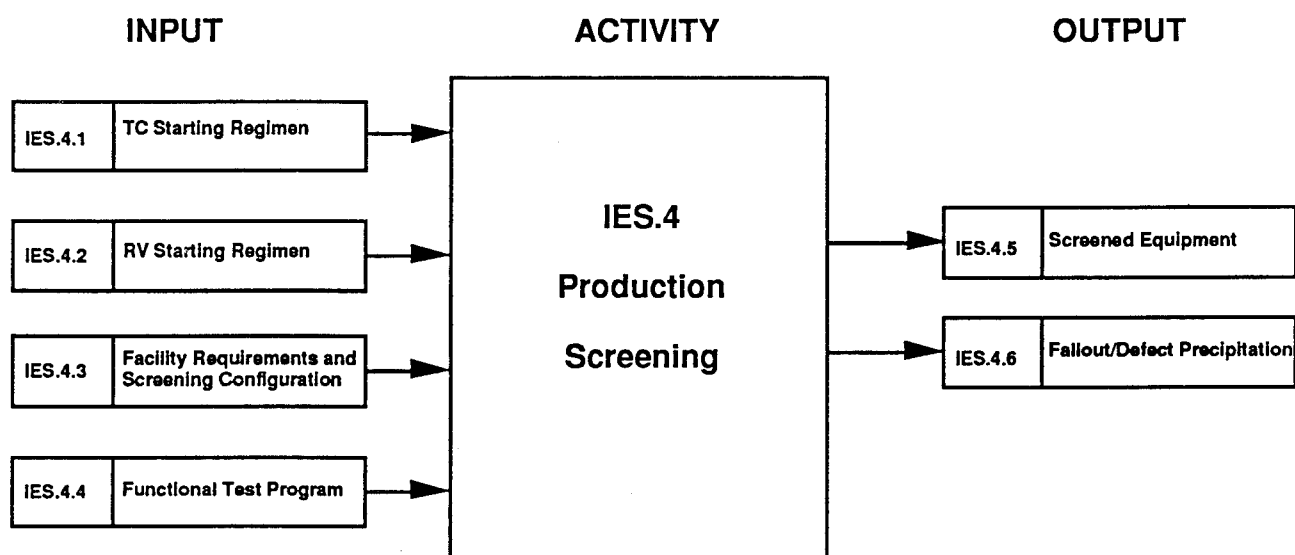 INPUT
ACTIVITY
OUTPUT
IES.4.1
TC Starting Regimen
IES.4.2
RV Starting Regimen
IES.4.3
Facility Requirements and
Screening Configuration
IES.4.4
Functional Test Program
IES.4
Production
Screening
IES.4.5
Screened Equipment
IES.4.6
Fallout/Defect Precipitation